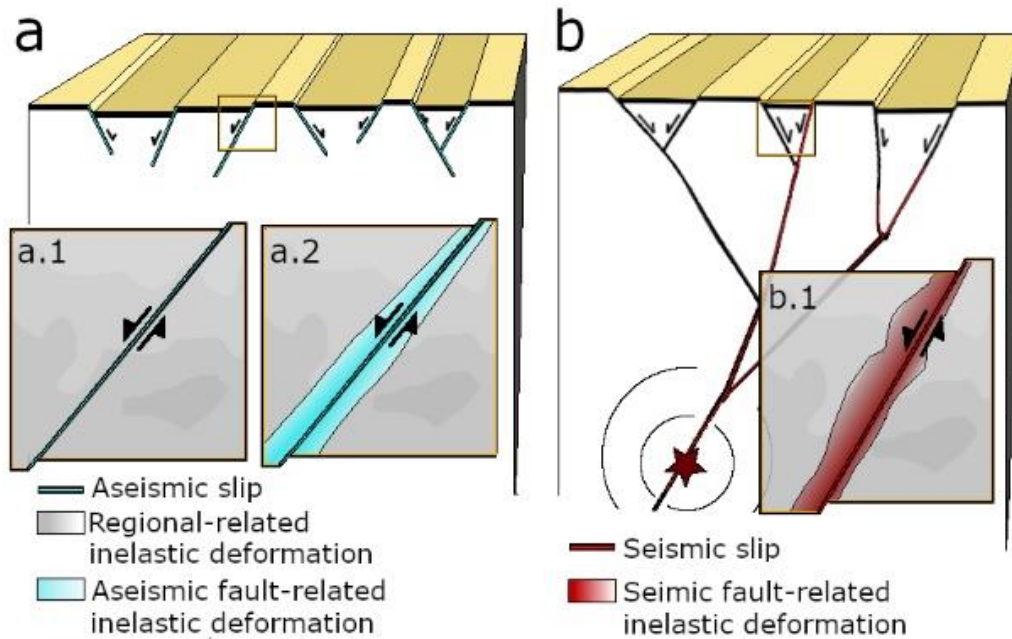 a
b
a.1
a.2
b.1
Aseismic slip
Regional-related
inelastic deformation
Aseismic fault-related
inelastic deformation
Seismic slip
Seimic fault-related
inelastic deformation